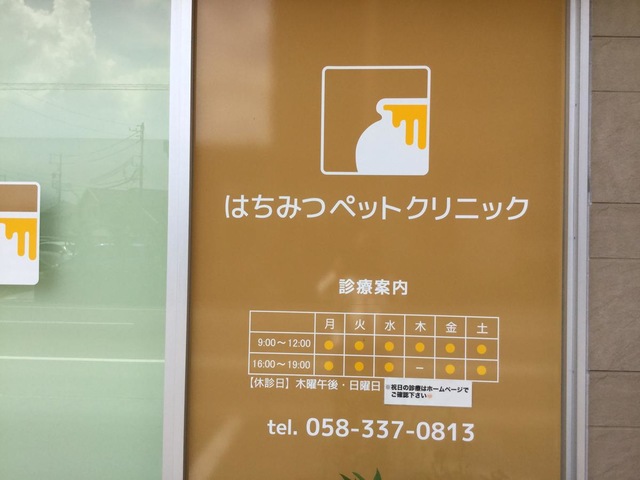 はちみつペットクリニック
診療案内
月 火 水 木 金 土
9:00～12:00 ● ● ● ● ● ●
16:00～19:00 ● ● ● － ● ●
【休診日】木曜午後・日曜日
※祝日の診療はホームページで
ご確認下さい※
tel. 058-337-0813